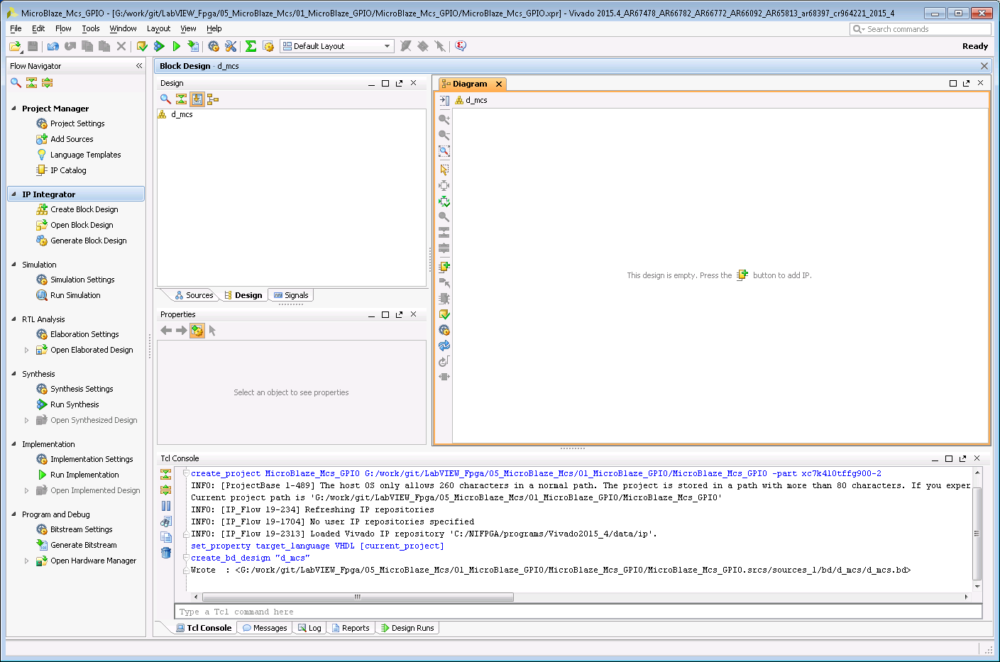 MicroBlaze_Mcs_GPIO - [G:/work/git/LabVIEW_Fpga/05_MicroBlaze_Mcs/01_MicroBlaze_GPIO/MicroBlaze_Mcs_GPIO/MicroBlaze_Mcs_GPIO.xpr] - Vivado 2015.4_AR67478_AR66782_AR66772_AR66092_AR65813_ar68397_cr964221_2015_4
File Edit Flow Tools Window Layout View Help
Search commands
Default Layout
Ready
Flow Navigator
Project Manager
Project Settings
Add Sources
Language Templates
IP Catalog
IP Integrator
Create Block Design
Open Block Design
Generate Block Design
Simulation
Simulation Settings
Run Simulation
RTL Analysis
Elaboration Settings
Open Elaborated Design
Synthesis
Synthesis Settings
Run Synthesis
Open Synthesized Design
Implementation
Implementation Settings
Run Implementation
Open Implemented Design
Program and Debug
Bitstream Settings
Generate Bitstream
Open Hardware Manager
Block Design - d_mcs
Design
d_mcs
Sources Design Signals
Properties
Select an object to see properties
Diagram
d_mcs
This design is empty. Press the button to add IP.
Tcl Console
create_project MicroBlaze_Mcs_GPIO G:/work/git/LabVIEW_Fpga/05_MicroBlaze_Mcs/01_MicroBlaze_GPIO/MicroBlaze_Mcs_GPIO -part xc7k410tffg900-2
INFO: [ProjectBase 1-489] The host OS only allows 260 characters in a normal path. The project is stored in a path with more than 80 characters. If you exper
Current project path is 'G:/work/git/LabVIEW_Fpga/05_MicroBlaze_Mcs/01_MicroBlaze_GPIO/MicroBlaze_Mcs_GPIO'
INFO: [IP_Flow 19-234] Refreshing IP repositories
INFO: [IP_Flow 19-1704] No user IP repositories specified
INFO: [IP_Flow 19-2313] Loaded Vivado IP repository 'C:/NIFPGA/programs/Vivado2015_4/data/ip'.
set_property target_language VHDL [current_project]
create_bd_design "d_mcs"
Wrote  : <G:/work/git/LabVIEW_Fpga/05_MicroBlaze_Mcs/01_MicroBlaze_GPIO/MicroBlaze_Mcs_GPIO/MicroBlaze_Mcs_GPIO.srcs/sources_1/bd/d_mcs/d_mcs.bd>
Type a Tcl command here
Tcl Console Messages Log Reports Design Runs